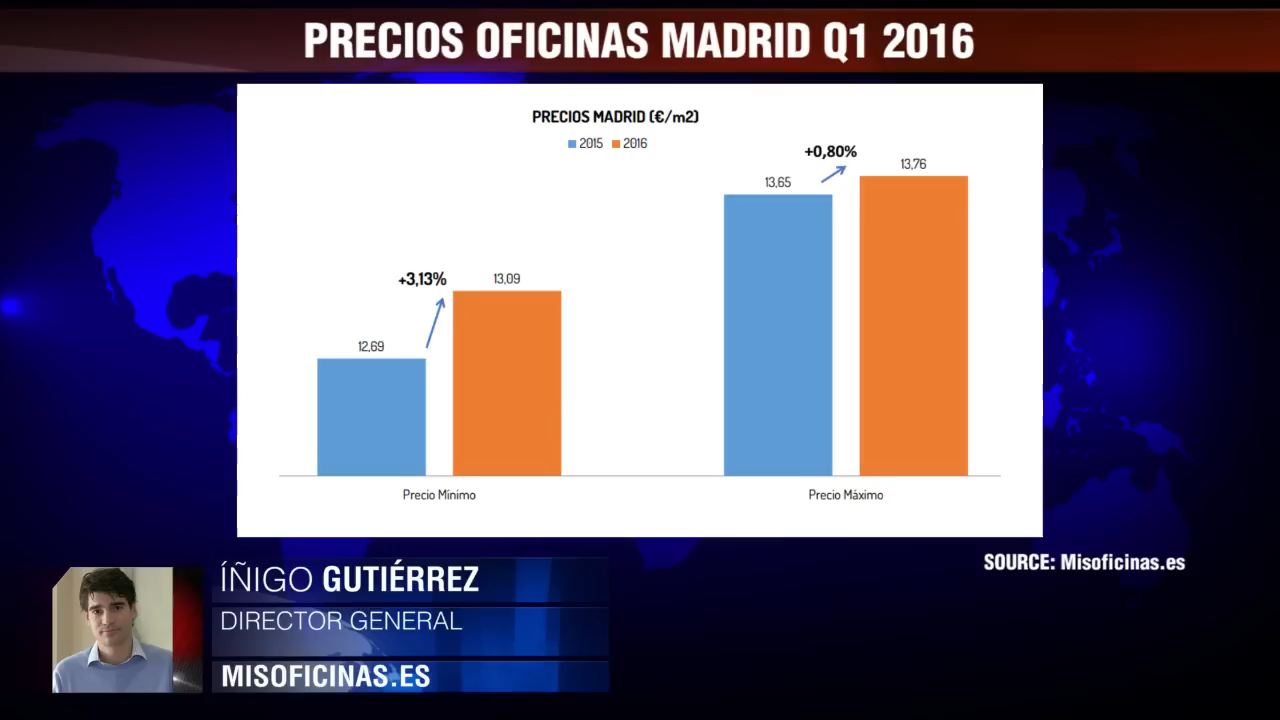 PRECIOS OFICINAS MADRID Q1 2016
PRECIOS MADRID (€/m2)
2015 2016
+0,80%
13,76
13,65
+3,13%
13,09
12,69
Precio Mínimo
Precio Máximo
SOURCE: Misoficinas.es
ÍÑIGO GUTIÉRREZ
DIRECTOR GENERAL
MISOFICINAS.ES